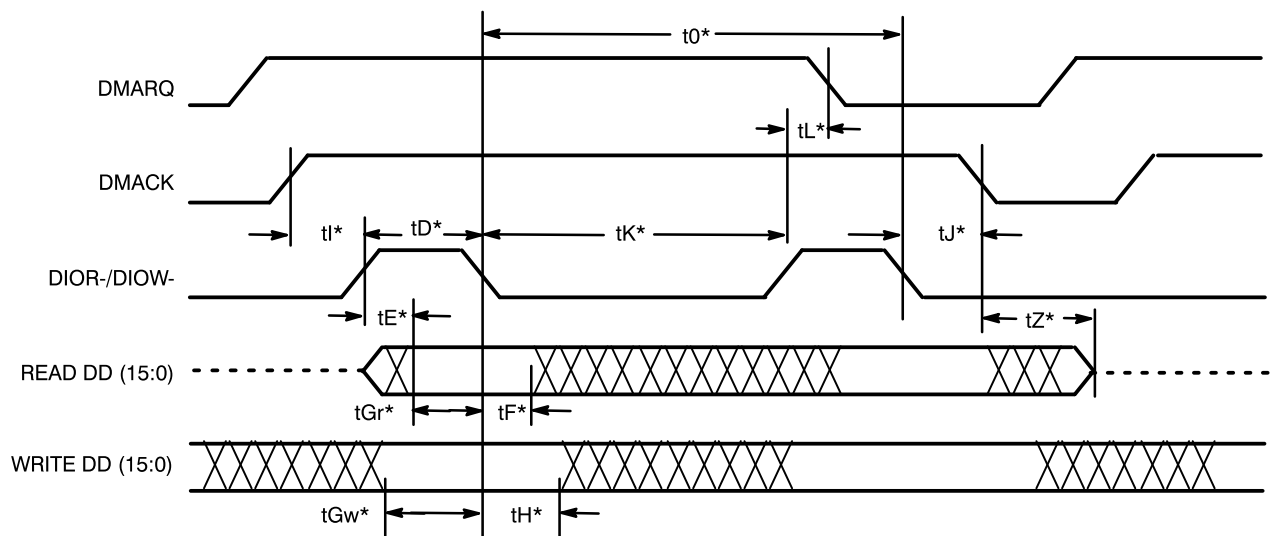 t0*
DMARQ
tL*
DMACK
tI*
tD*
tK*
tJ*
DIOR-/DIOW-
tE*
tZ*
READ DD (15:0)
tGr*
tF*
WRITE DD (15:0)
tGw*
tH*